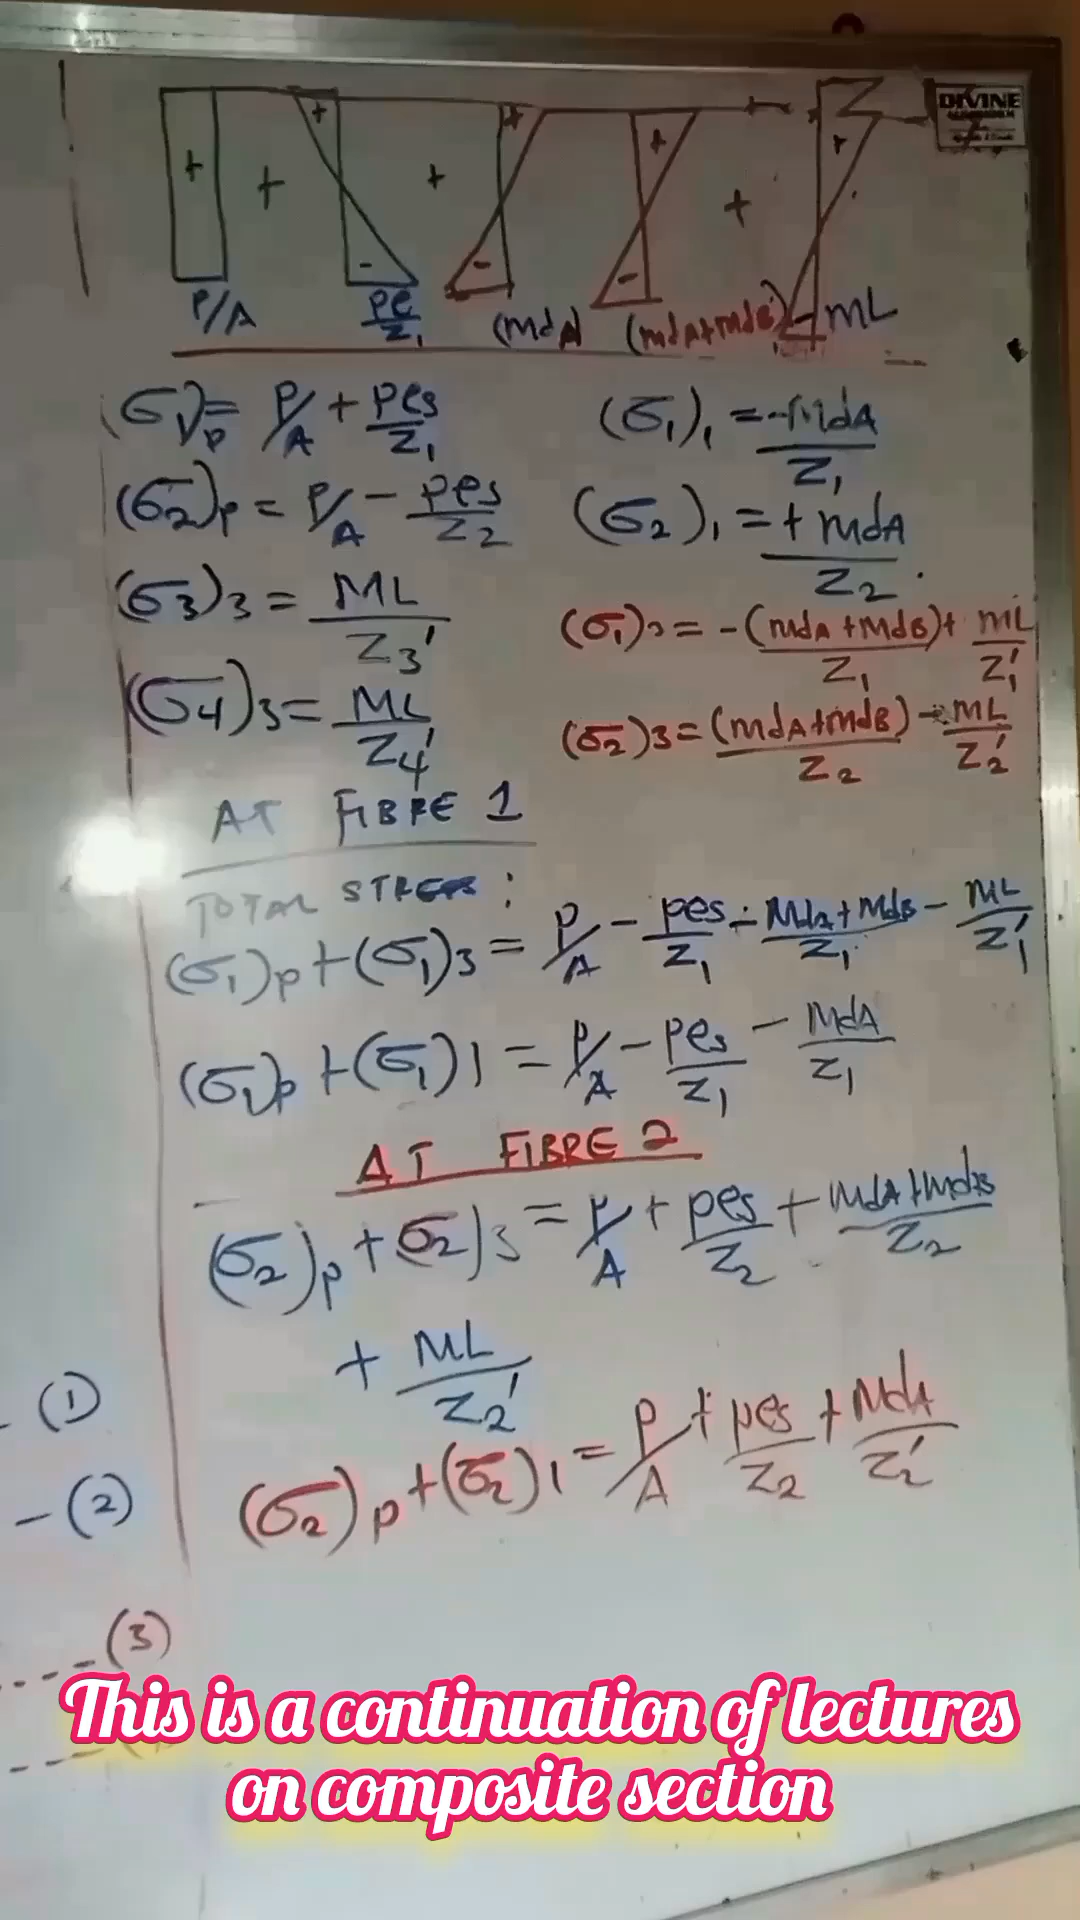 DIVINE
+ + + - + + - + - + + -
P/A pe/Z₁ (mdA) (mdA+mdB) mL
(σ₁)p = P/A + pes/Z₁
(σ₁)₁ = -mdA/Z₁
(σ₂)p = P/A - pes/Z₂
(σ₂)₁ = + mdA/Z₂
(σ₃)₃ = ML/Z₃'
(σ₁)₃ = -(mdA+mdB)/Z₁ + mL/Z₁'
(σ₄)₃ = ML/Z₄'
(σ₂)₃ = (mdA+mdB)/Z₂ - ML/Z₂'
AT FIBRE 1
TOTAL STRESS :
(σ₁)p + (σ₁)₃ = P/A - pes/Z₁ - MdA+MdB/Z₁ - ML/Z₁'
(σ₁)p + (σ₁)1 = P/A - pes/Z₁ - MdA/Z₁
AT FIBRE 2
(σ₂)p + σ₂)₃ = P/A + pes/Z₂ + mdA+mdB/Z₂
+ ML/Z₂'
(σ₂)p + (σ₂)₁ = P/A + pes/Z₂ + MdA/Z₂'
- (1)
- (2)
---- (3)
This is a continuation of lectures
on composite section